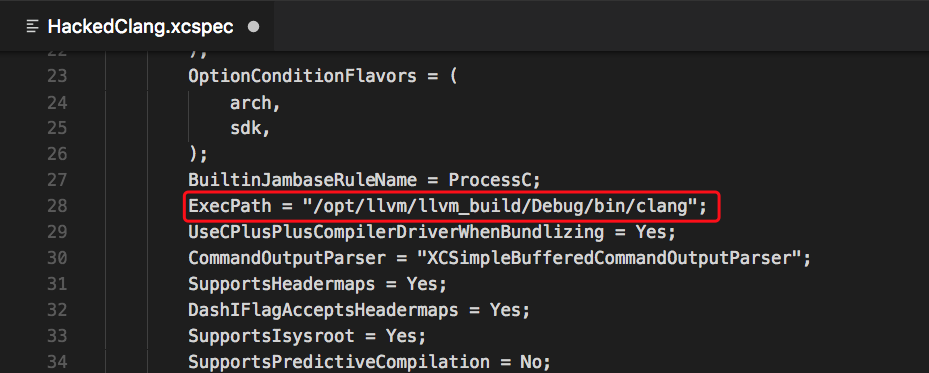 HackedClang.xcspec
22 );
23 OptionConditionFlavors = (
24 arch,
25 sdk,
26 );
27 BuiltinJambaseRuleName = ProcessC;
28 ExecPath = "/opt/llvm/llvm_build/Debug/bin/clang";
29 UseCPlusPlusCompilerDriverWhenBundlizing = Yes;
30 CommandOutputParser = "XCSimpleBufferedCommandOutputParser";
31 SupportsHeadermaps = Yes;
32 DashIFlagAcceptsHeadermaps = Yes;
33 SupportsIsysroot = Yes;
34 SupportsPredictiveCompilation = No;